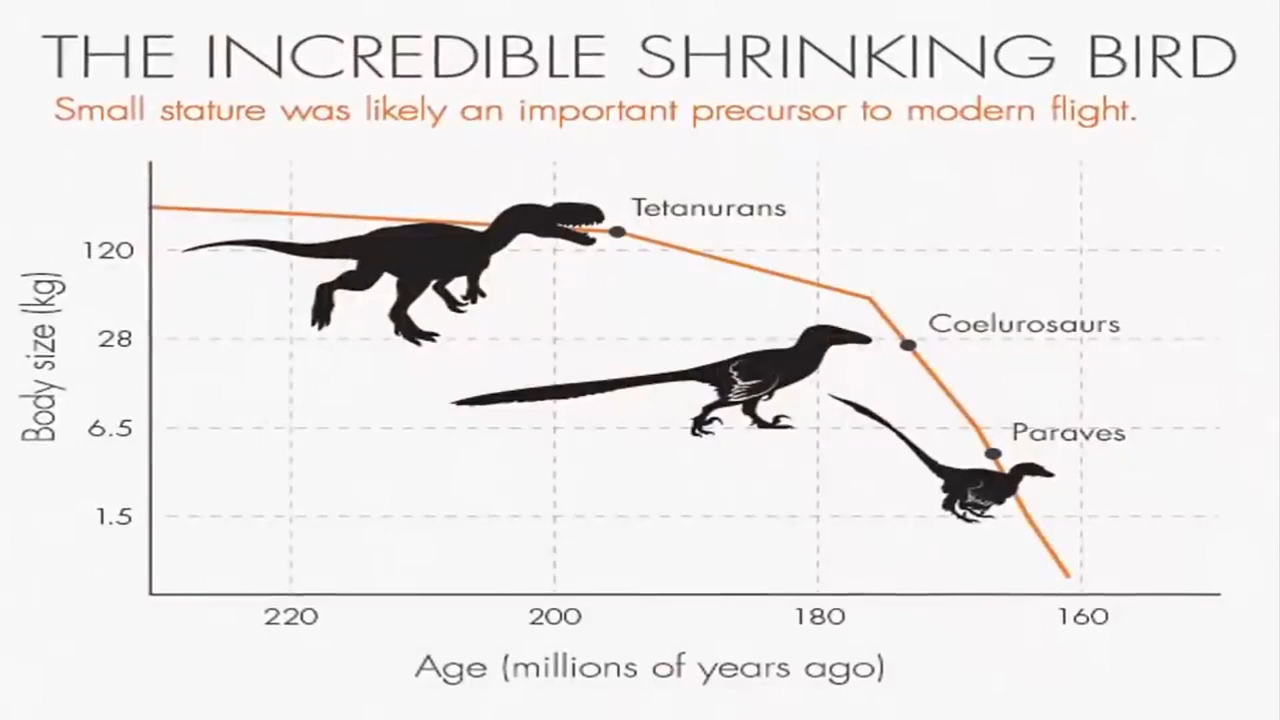 THE INCREDIBLE SHRINKING BIRD
Small stature was likely an important precursor to modern flight.
Tetanurans
120
Coelurosaurs
28
Body size (kg)
6.5
Paraves
1.5
220 200 180 160
Age (millions of years ago)